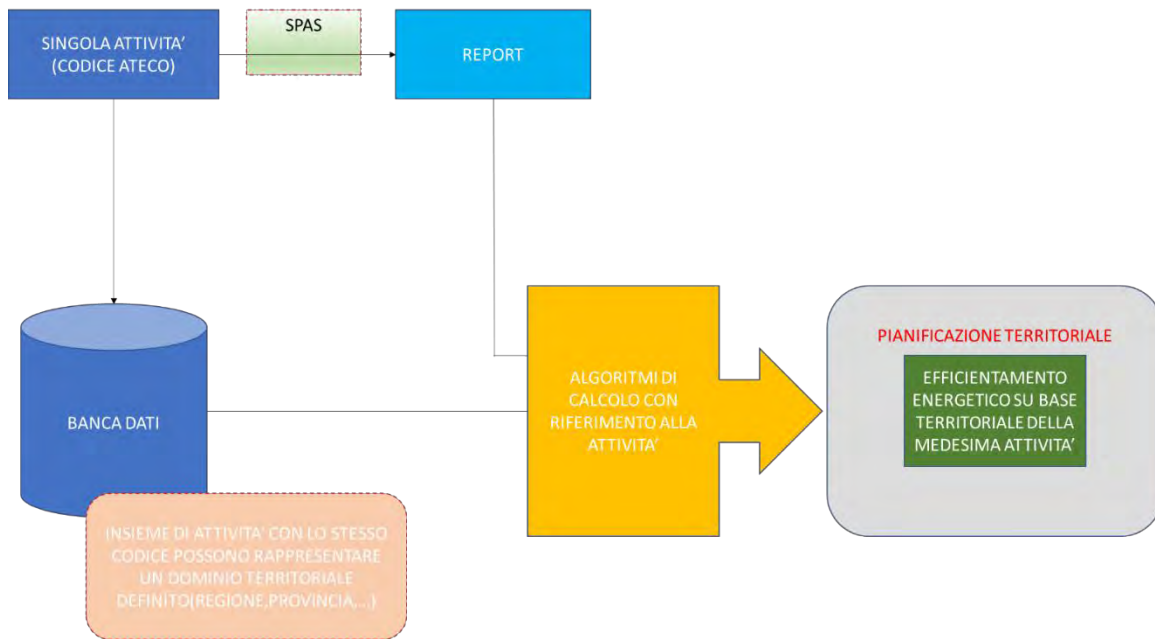 SINGOLA ATTIVITA’
(CODICE ATECO)
SPAS
REPORT
BANCA DATI
INSIEME DI ATTIVITA’ CON LO STESSO
CODICE POSSONO RAPPRESENTARE
UN DOMINIO TERRITORIALE
DEFINITO(REGIONE,PROVINCIA,...)
ALGORITMI DI
CALCOLO CON
RIFERIMENTO ALLA
ATTIVITA’
PIANIFICAZIONE TERRITORIALE
EFFICIENTAMENTO
ENERGETICO SU BASE
TERRITORIALE DELLA
MEDESIMA ATTIVITA’